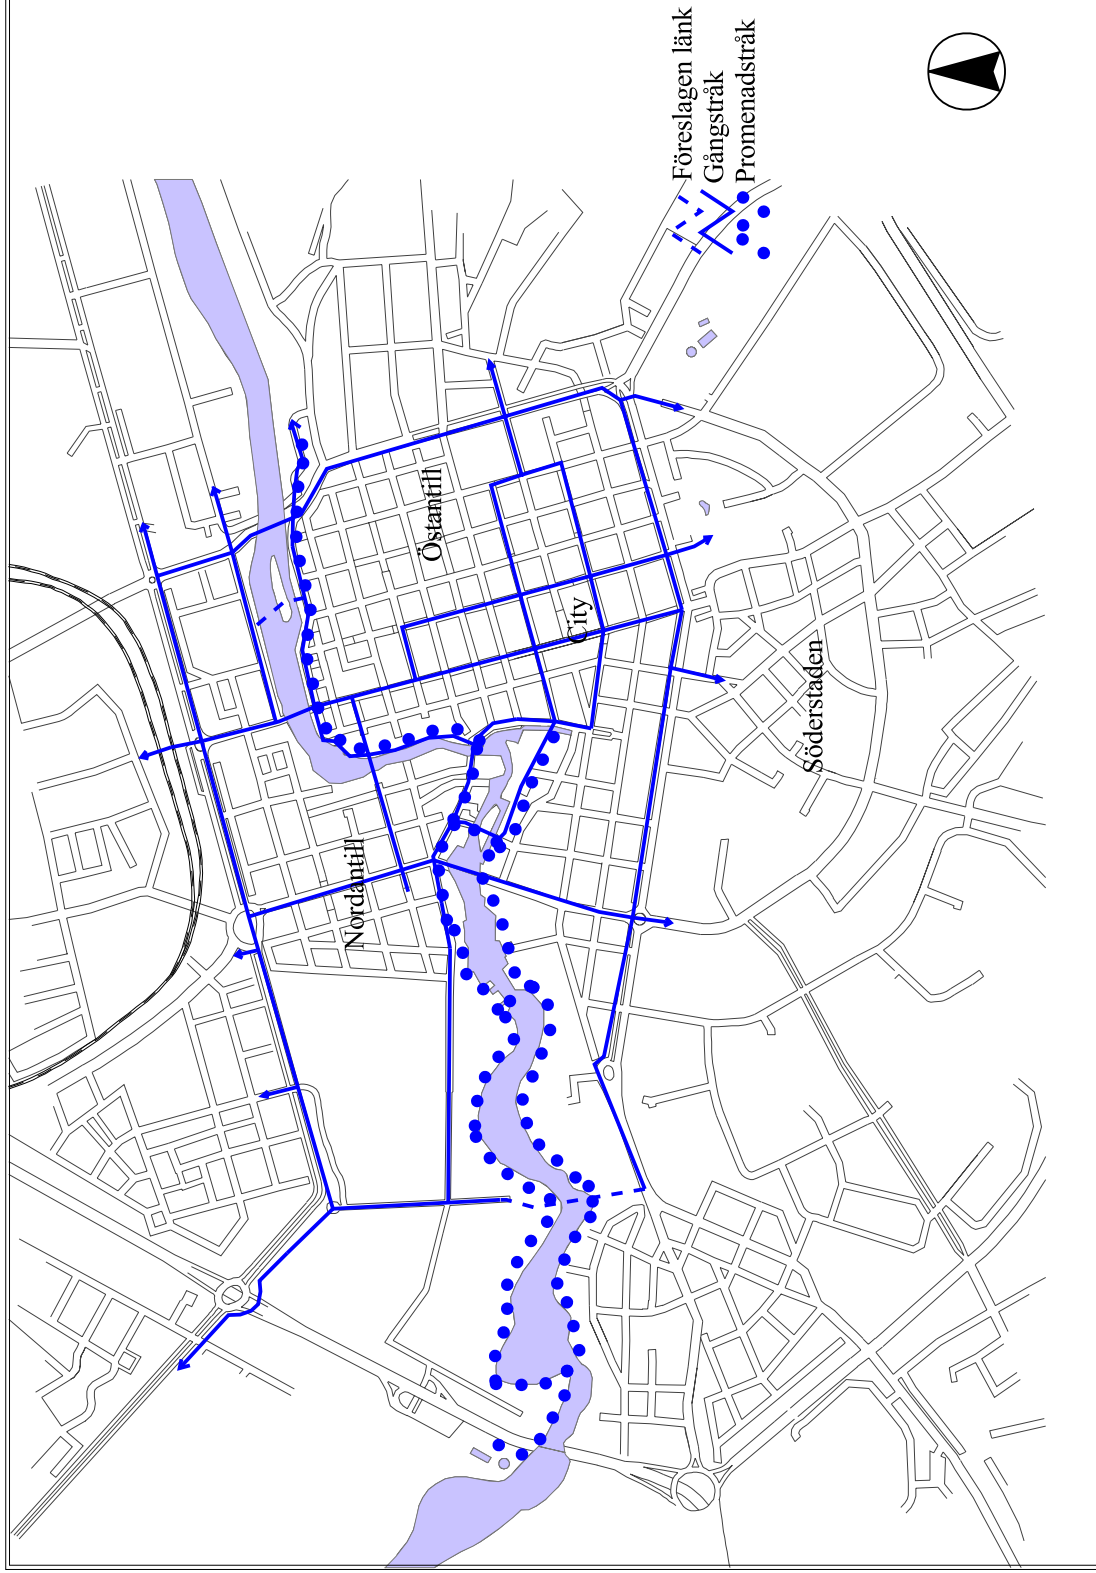 Föreslagen länk
Gångstråk
Promenadstråk
Nordantill
Östantill
City
Söderstaden